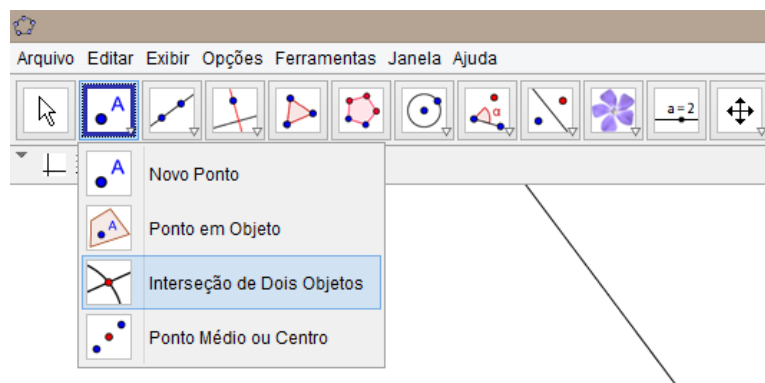 Arquivo Editar Exibir Opções Ferramentas Janela Ajuda
A
α
a=2
A Novo Ponto
A Ponto em Objeto
Interseção de Dois Objetos
Ponto Médio ou Centro